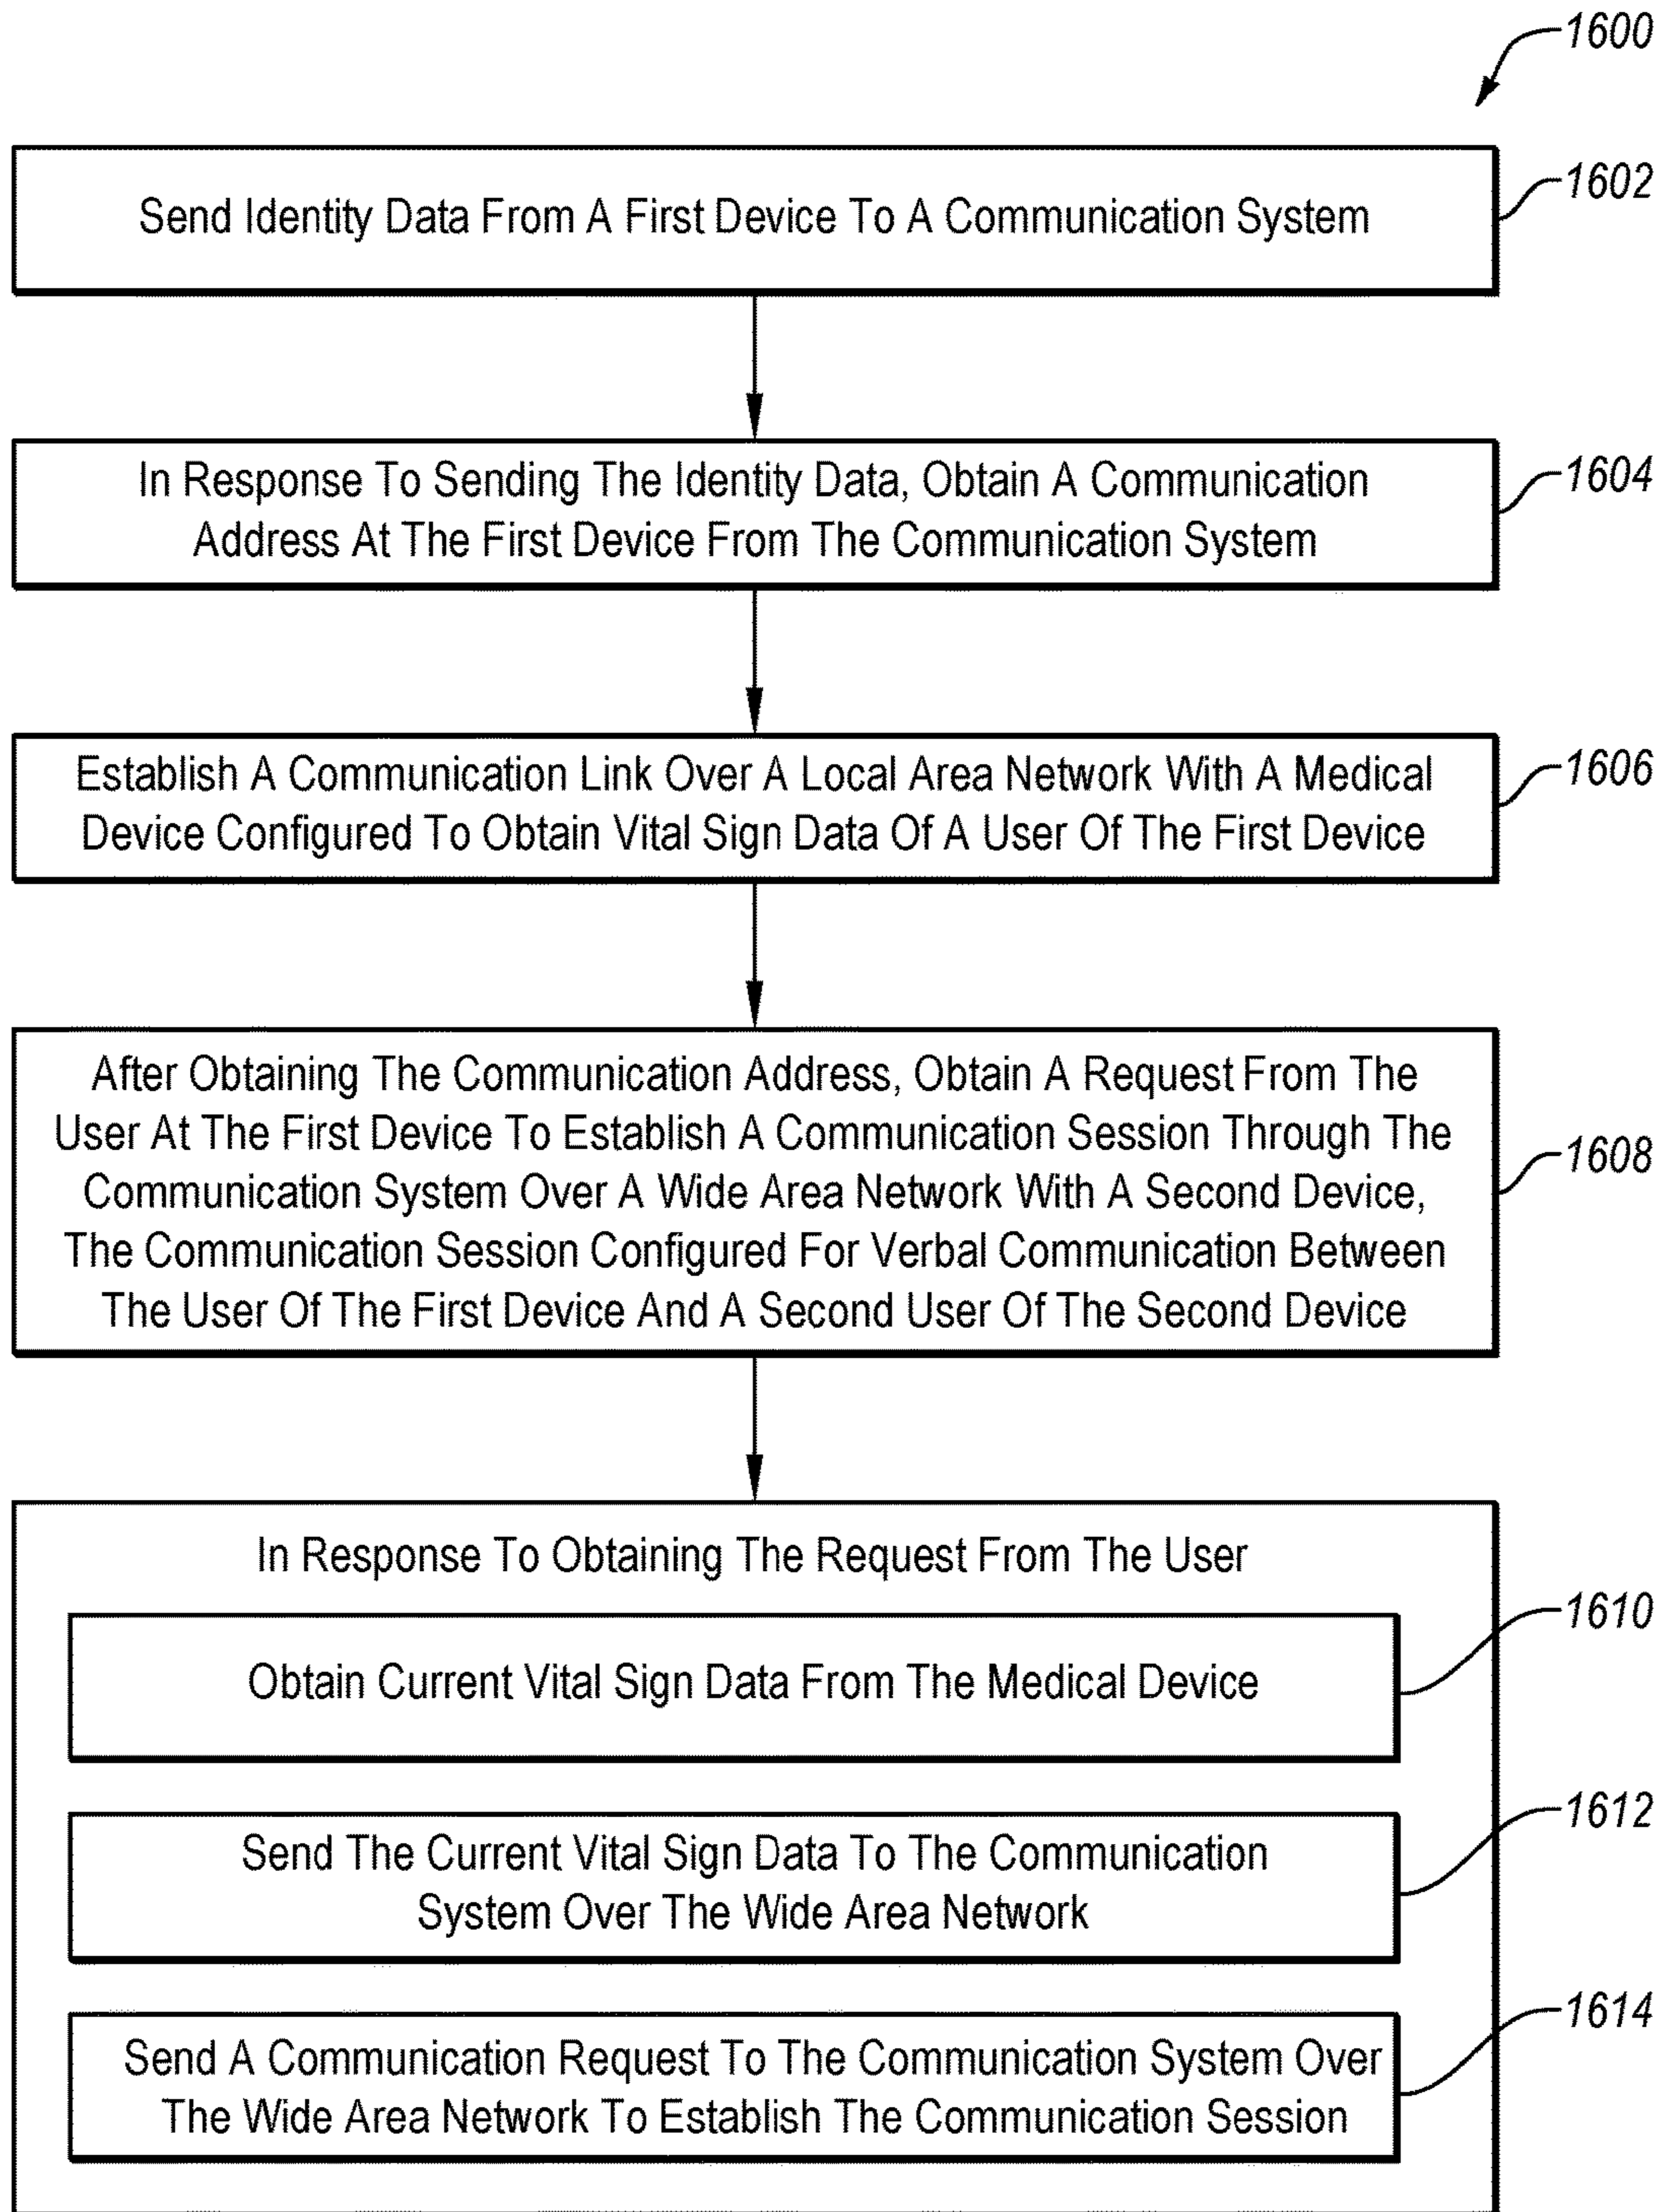 1600
1602
Send Identity Data From A First Device To A Communication System
1604
In Response To Sending The Identity Data, Obtain A Communication
Address At The First Device From The Communication System
1606
Establish A Communication Link Over A Local Area Network With A Medical
Device Configured To Obtain Vital Sign Data Of A User Of The First Device
After Obtaining The Communication Address, Obtain A Request From The
User At The First Device To Establish A Communication Session Through The
1608
Communication System Over A Wide Area Network With A Second Device,
The Communication Session Configured For Verbal Communication Between
The User Of The First Device And A Second User Of The Second Device
In Response To Obtaining The Request From The User
1610
Obtain Current Vital Sign Data From The Medical Device
1612
Send The Current Vital Sign Data To The Communication
System Over The Wide Area Network
1614
Send A Communication Request To The Communication System Over
The Wide Area Network To Establish The Communication Session